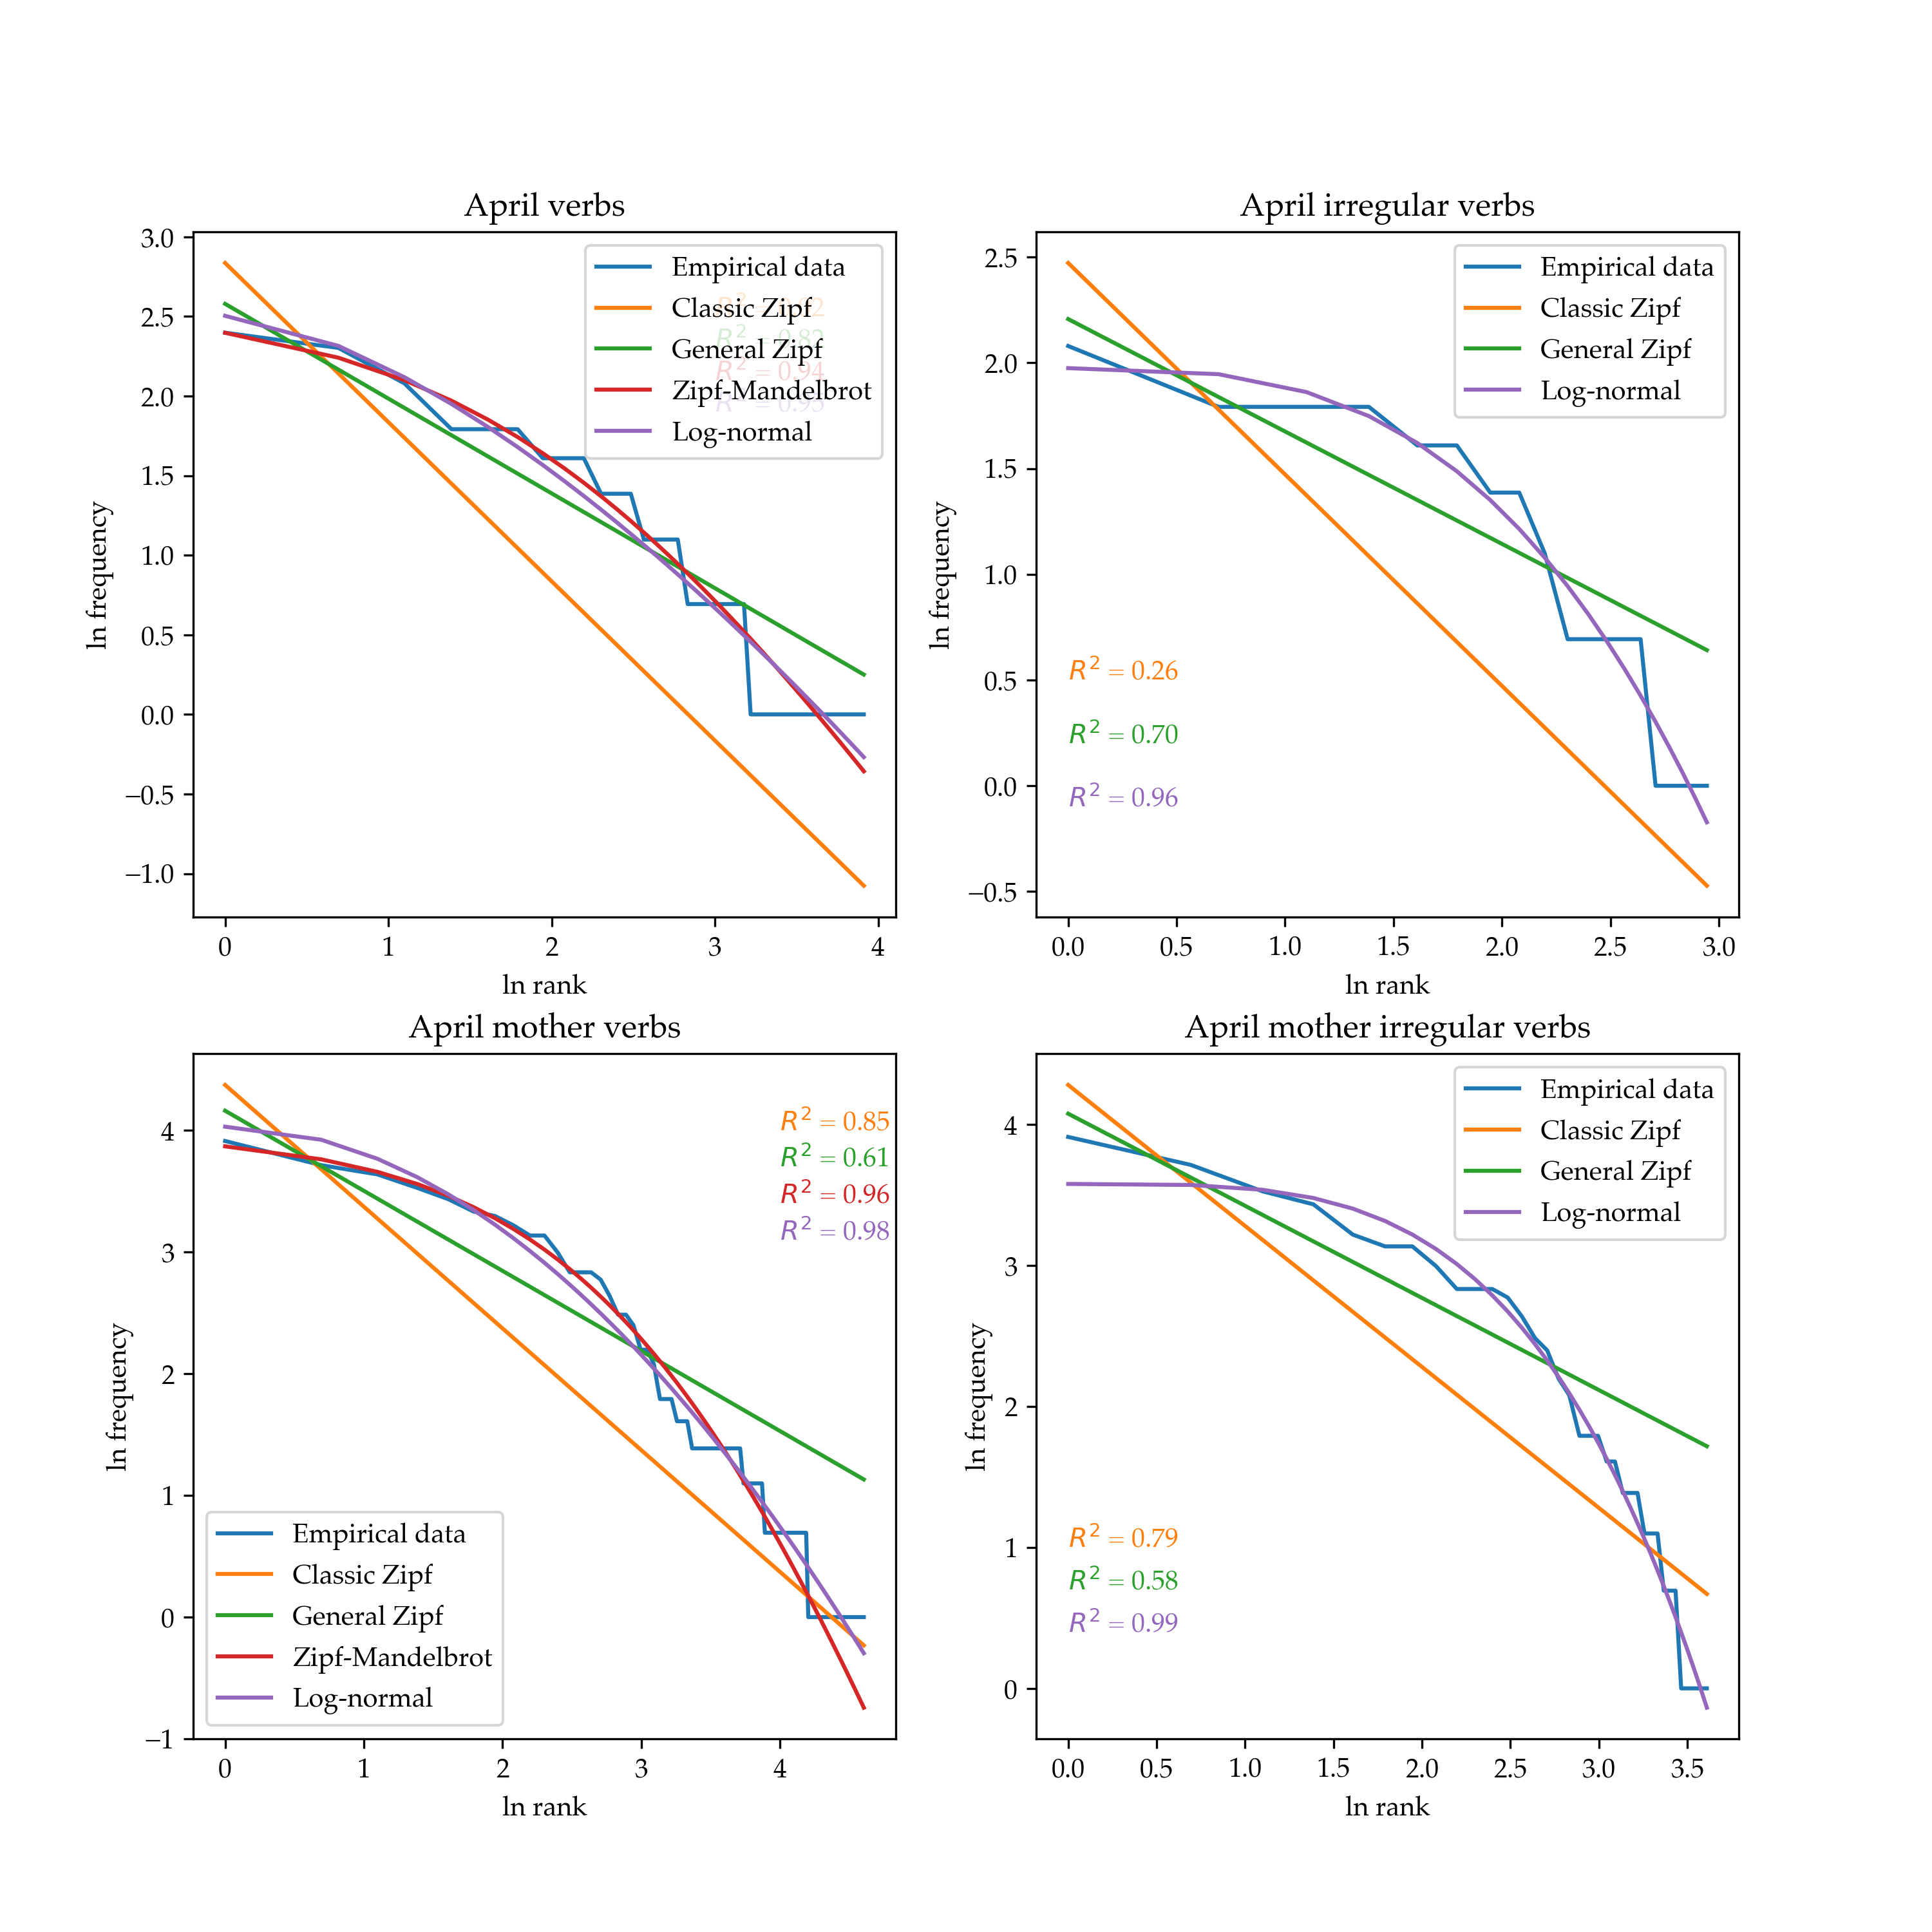 April verbs
3.0
2.5
2.0
1.5
1.0
0.5
0.0
−0.5
−1.0
ln frequency
Empirical data
Classic Zipf
General Zipf
Zipf-Mandelbrot
Log-normal
R² = 0.82
R² = 0.94
R² = 0.95
0 1 2 3 4
ln rank
April irregular verbs
2.5
2.0
1.5
1.0
0.5
0.0
−0.5
ln frequency
Empirical data
Classic Zipf
General Zipf
Log-normal
R² = 0.26
R² = 0.70
R² = 0.96
0.0 0.5 1.0 1.5 2.0 2.5 3.0
ln rank
April mother verbs
4
3
2
1
0
−1
ln frequency
R² = 0.85
R² = 0.61
R² = 0.96
R² = 0.98
Empirical data
Classic Zipf
General Zipf
Zipf-Mandelbrot
Log-normal
0 1 2 3 4
ln rank
April mother irregular verbs
4
3
2
1
0
ln frequency
Empirical data
Classic Zipf
General Zipf
Log-normal
R² = 0.79
R² = 0.58
R² = 0.99
0.0 0.5 1.0 1.5 2.0 2.5 3.0 3.5
ln rank